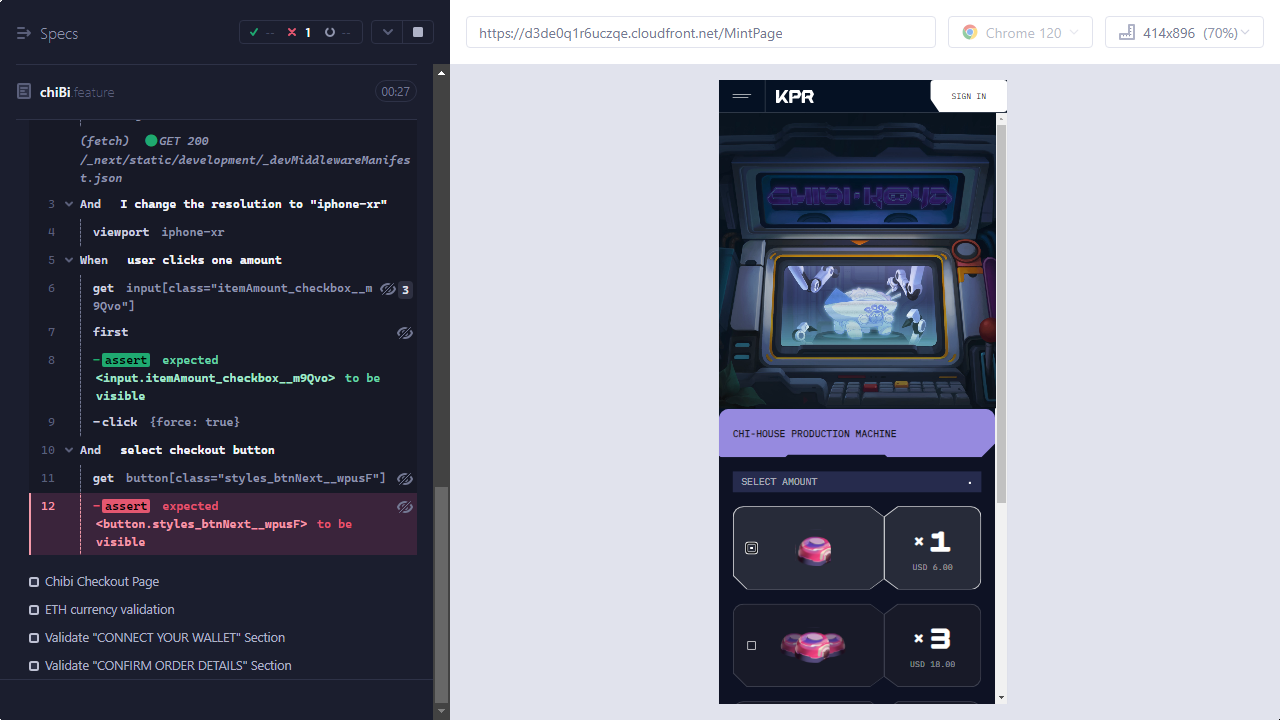 Specs
--
1
--
https://d3de0q1r6uczqe.cloudfront.net/MintPage
Chrome 120
414x896 (70%)
chiBi.feature
00:27
(fetch) GET 200
/_next/static/development/_devMiddlewareManifes
t.json
3 And I change the resolution to "iphone-xr"
4 viewport iphone-xr
5 When user clicks one amount
6 get input[class="itemAmount_checkbox__m
9Qvo"]
3
7 first
8 -assert expected
<input.itemAmount_checkbox__m9Qvo> to be
visible
9 -click {force: true}
10 And select checkout button
11 get button[class="styles_btnNext__wpusF"]
12 -assert expected
<button.styles_btnNext__wpusF> to be
visible
Chibi Checkout Page
ETH currency validation
Validate "CONNECT YOUR WALLET" Section
Validate "CONFIRM ORDER DETAILS" Section
KPR
SIGN IN
CHIBI·KOYA
CHI-HOUSE PRODUCTION MACHINE
SELECT AMOUNT
×1
USD 6.00
×3
USD 18.00